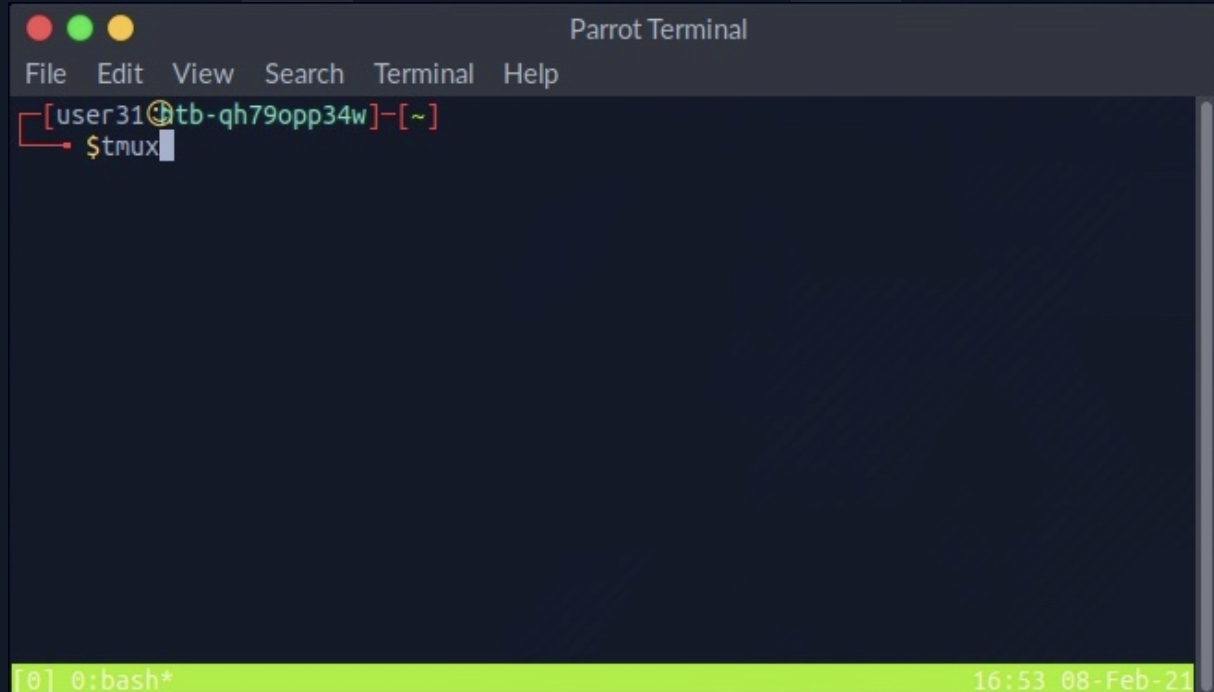 Parrot Terminal
File Edit View Search Terminal Help
┌─[user31☺htb-qh79opp34w]─[~]
└──╼ $tmux
[0] 0:bash* 16:53 08-Feb-21